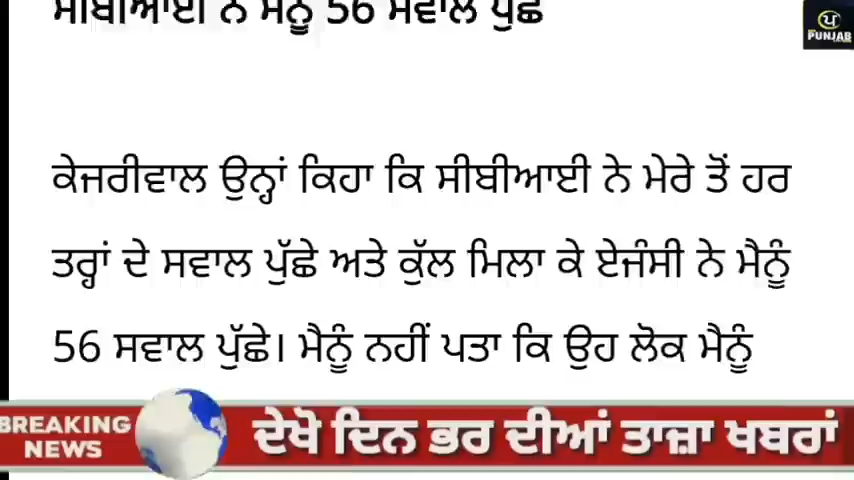 ਸੀਬੀਆਈ ਨੇ ਮੈਨੂੰ 56 ਸਵਾਲ ਪੁੱਛੇ
ਪ
PUNJAB
ਕੇਜਰੀਵਾਲ ਉਨ੍ਹਾਂ ਕਿਹਾ ਕਿ ਸੀਬੀਆਈ ਨੇ ਮੇਰੇ ਤੋਂ ਹਰ
ਤਰ੍ਹਾਂ ਦੇ ਸਵਾਲ ਪੁੱਛੇ ਅਤੇ ਕੁੱਲ ਮਿਲਾ ਕੇ ਏਜੰਸੀ ਨੇ ਮੈਨੂੰ
56 ਸਵਾਲ ਪੁੱਛੇ। ਮੈਨੂੰ ਨਹੀਂ ਪਤਾ ਕਿ ਉਹ ਲੋਕ ਮੈਨੂੰ
BREAKING
NEWS
ਦੇਖੋ ਦਿਨ ਭਰ ਦੀਆਂ ਤਾਜ਼ਾ ਖਬਰਾਂ